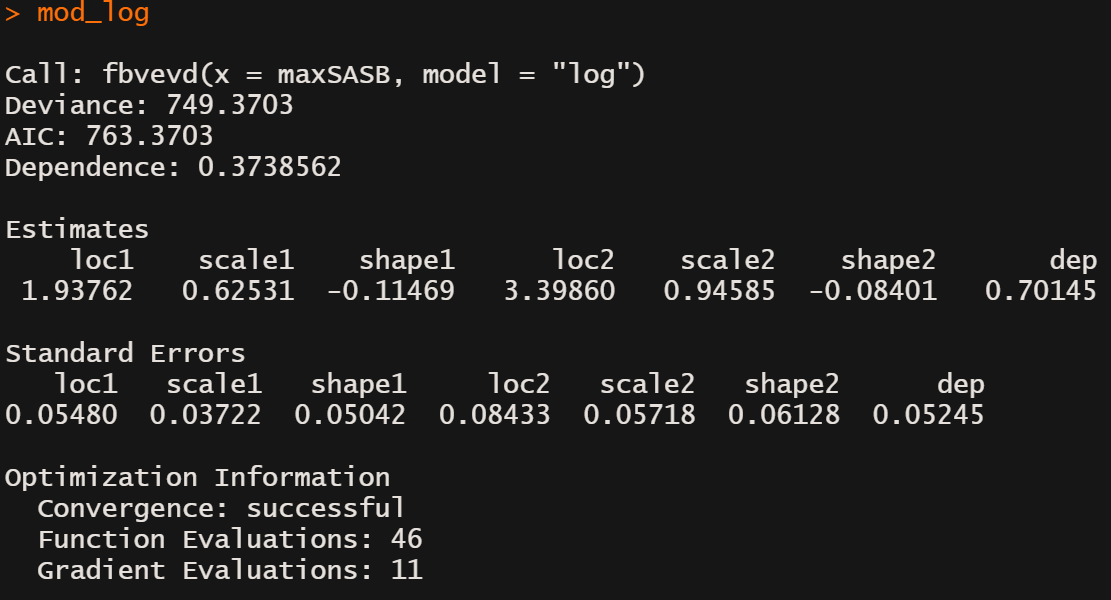 > mod_log
Call: fbvevd(x = maxSASB, model = "log")
Deviance: 749.3703
AIC: 763.3703
Dependence: 0.3738562
Estimates
loc1 scale1 shape1 loc2 scale2 shape2 dep
1.93762 0.62531 -0.11469 3.39860 0.94585 -0.08401 0.70145
Standard Errors
loc1 scale1 shape1 loc2 scale2 shape2 dep
0.05480 0.03722 0.05042 0.08433 0.05718 0.06128 0.05245
Optimization Information
Convergence: successful
Function Evaluations: 46
Gradient Evaluations: 11